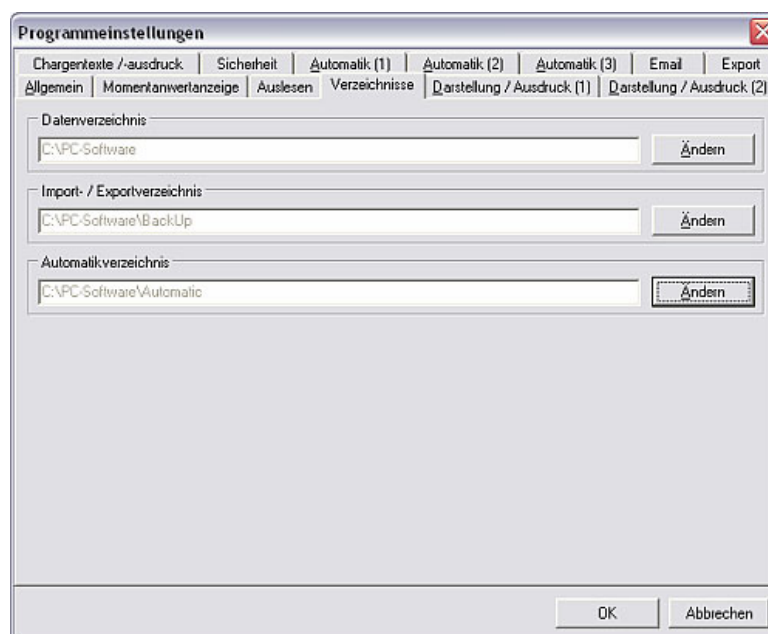 Programmeinstellungen
Chargentexte /-ausdruck Sicherheit Automatik (1) Automatik (2) Automatik (3) Email Export
Allgemein Momentanwertanzeige Auslesen Verzeichnisse Darstellung / Ausdruck (1) Darstellung / Ausdruck (2)
Datenverzeichnis
C:\PC-Software Ändern
Import- / Exportverzeichnis
C:\PC-Software\BackUp Ändern
Automatikverzeichnis
C:\PC-Software\Automatic Ändern
OK Abbrechen